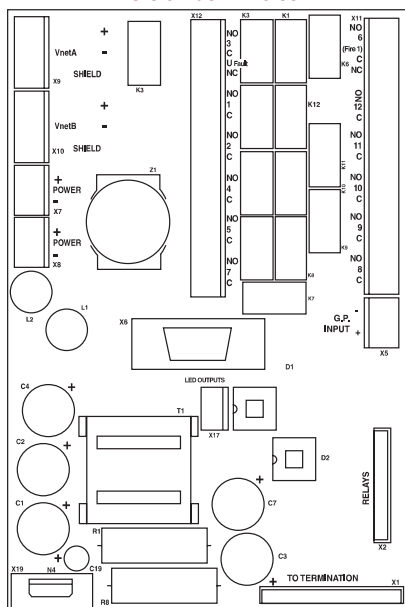 X12
K3
K1
X11
NO
3
C
U Fault
NC
NO
6
(Fire 1)
C
NC
K6
VnetA
+
-
SHIELD
X9
K3
VnetB
+
-
SHIELD
X10
NO
1
C
K12
NO
12
C
NO
2
C
NO
11
C
K11
K10
Z1
+
POWER
-
X7
NO
4
C
NO
10
C
+
POWER
-
X8
NO
5
C
K9
NO
9
C
NO
7
C
K8
NO
8
C
K7
L2
L1
X6
D1
-
G.P.
INPUT
+
X5
LED OUTPUTS
X17
C4
+
T1
C2
+
D2
RELAYS
X2
C1
+
C7
+
R1
C3
+
C19
+
X19
N4
R8
TO TERMINATION
X1